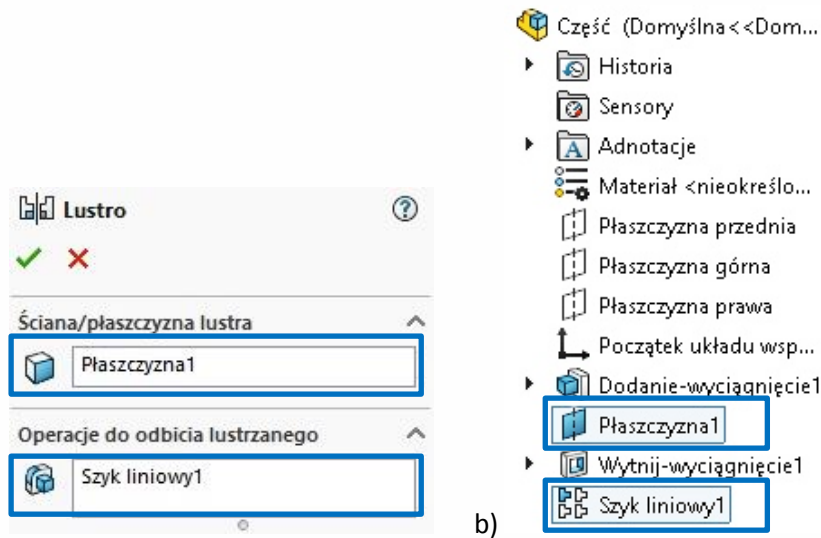 Lustro
Ściana/płaszczyzna lustra
Płaszczyzna1
Operacje do odbicia lustrzanego
Szyk liniowy1
b)
Część (Domyślna<<Dom...
Historia
Sensory
Adnotacje
Materiał <nieokreślo...
Płaszczyzna przednia
Płaszczyzna górna
Płaszczyzna prawa
Początek układu wsp...
Dodanie-wyciągnięcie1
Płaszczyzna1
Wytnij-wyciągnięcie1
Szyk liniowy1